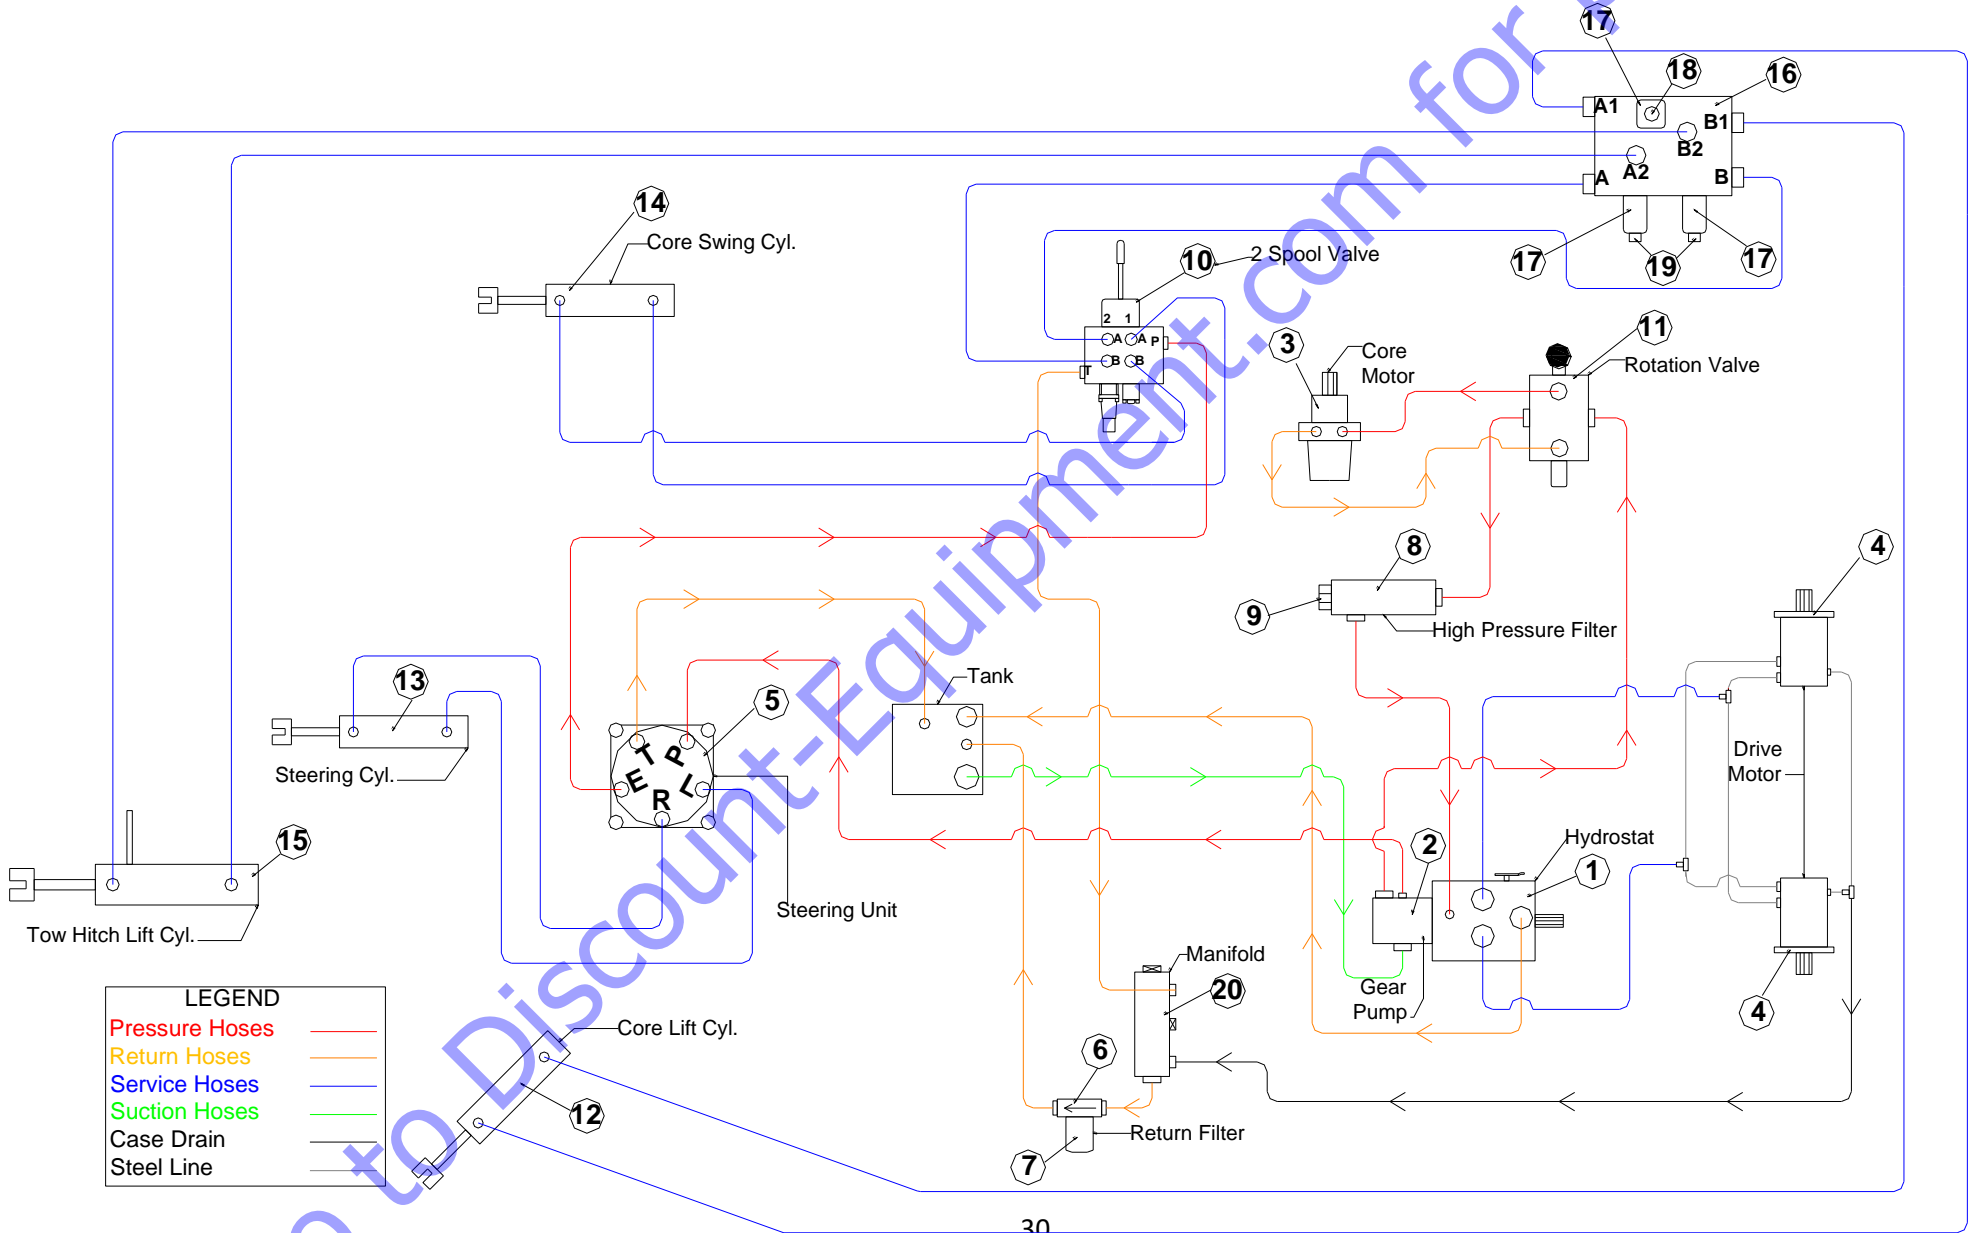 17
18
16
A1
B1
B2
A2
A
B
17
19
17
14
Core Swing Cyl.
10
2 Spool Valve
2 1
A A P
B B
T
11
Rotation Valve
3
Core
Motor
8
9
High Pressure Filter
4
13
Steering Cyl.
5
T P
E L
R
Steering Unit
Tank
Drive
Motor
15
Tow Hitch Lift Cyl.
2
Hydrostat
1
Gear
Pump
4
Manifold
20
6
Return Filter
7
Core Lift Cyl.
12
LEGEND
Pressure Hoses
Return Hoses
Service Hoses
Suction Hoses
Case Drain
Steel Line
to Discount-Equipment.com for
30